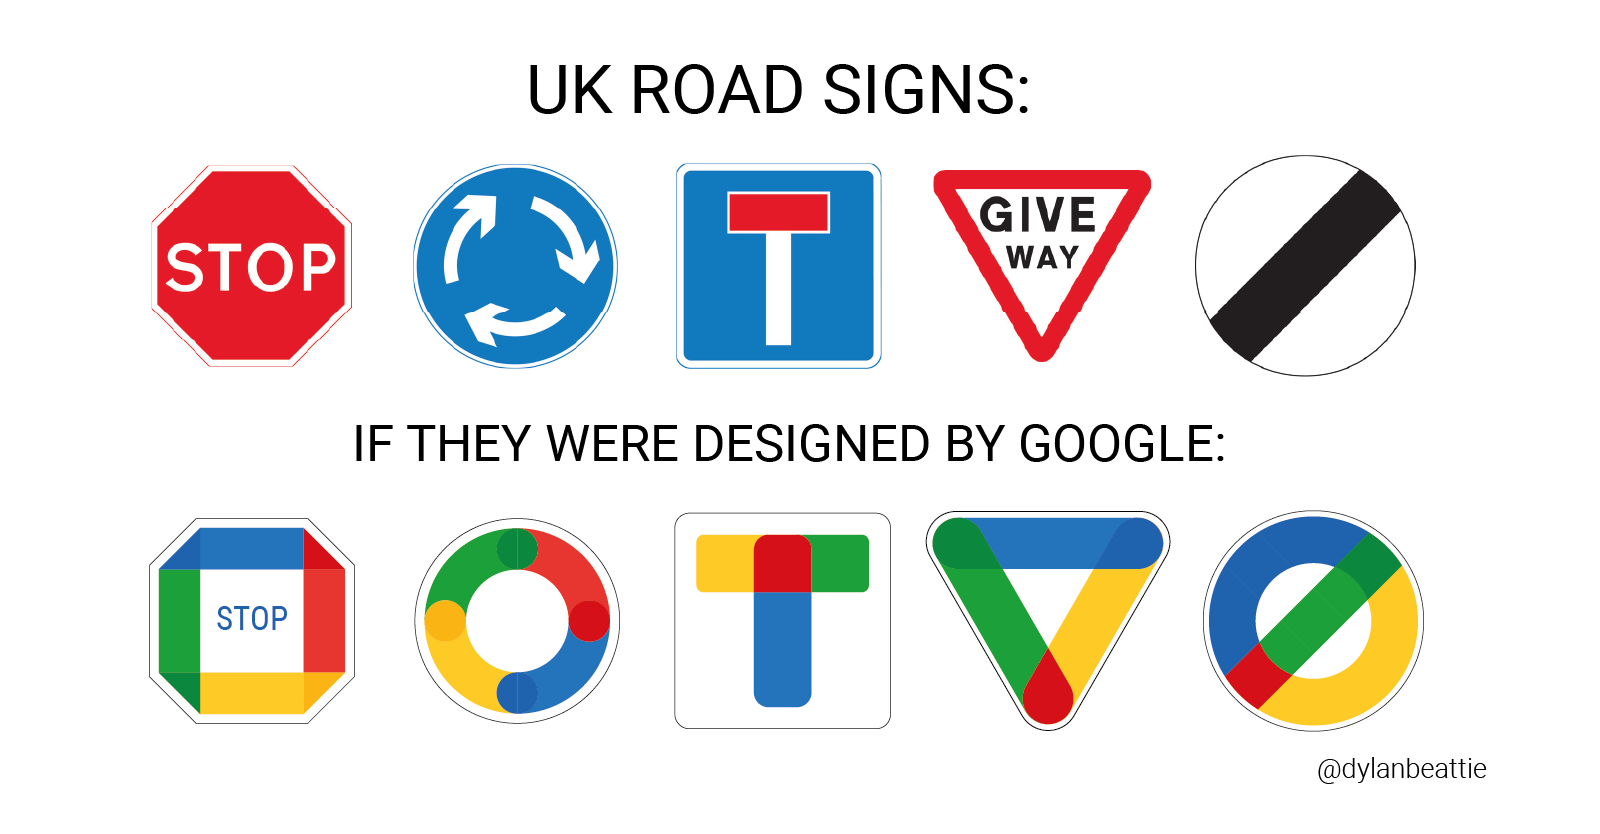 UK ROAD SIGNS:
STOP
GIVE
WAY
IF THEY WERE DESIGNED BY GOOGLE:
STOP
@dylanbeattie